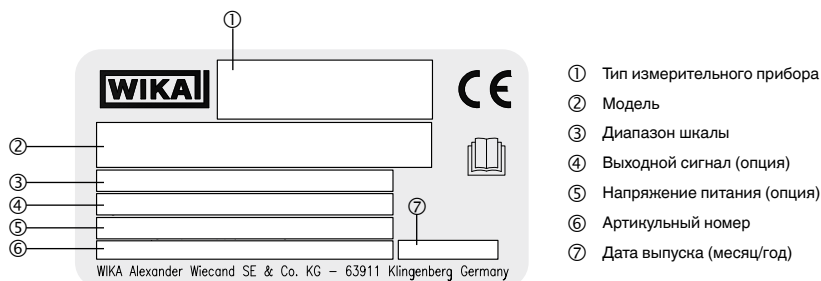 ①
WIKA
CE
②
③
④
⑤
⑥
⑦
WIKA Alexander Wiecand SE & Co. KG – 63911 Klingenberg Germany
① Тип измерительного прибора
② Модель
③ Диапазон шкалы
④ Выходной сигнал (опция)
⑤ Напряжение питания (опция)
⑥ Артикульный номер
⑦ Дата выпуска (месяц/год)